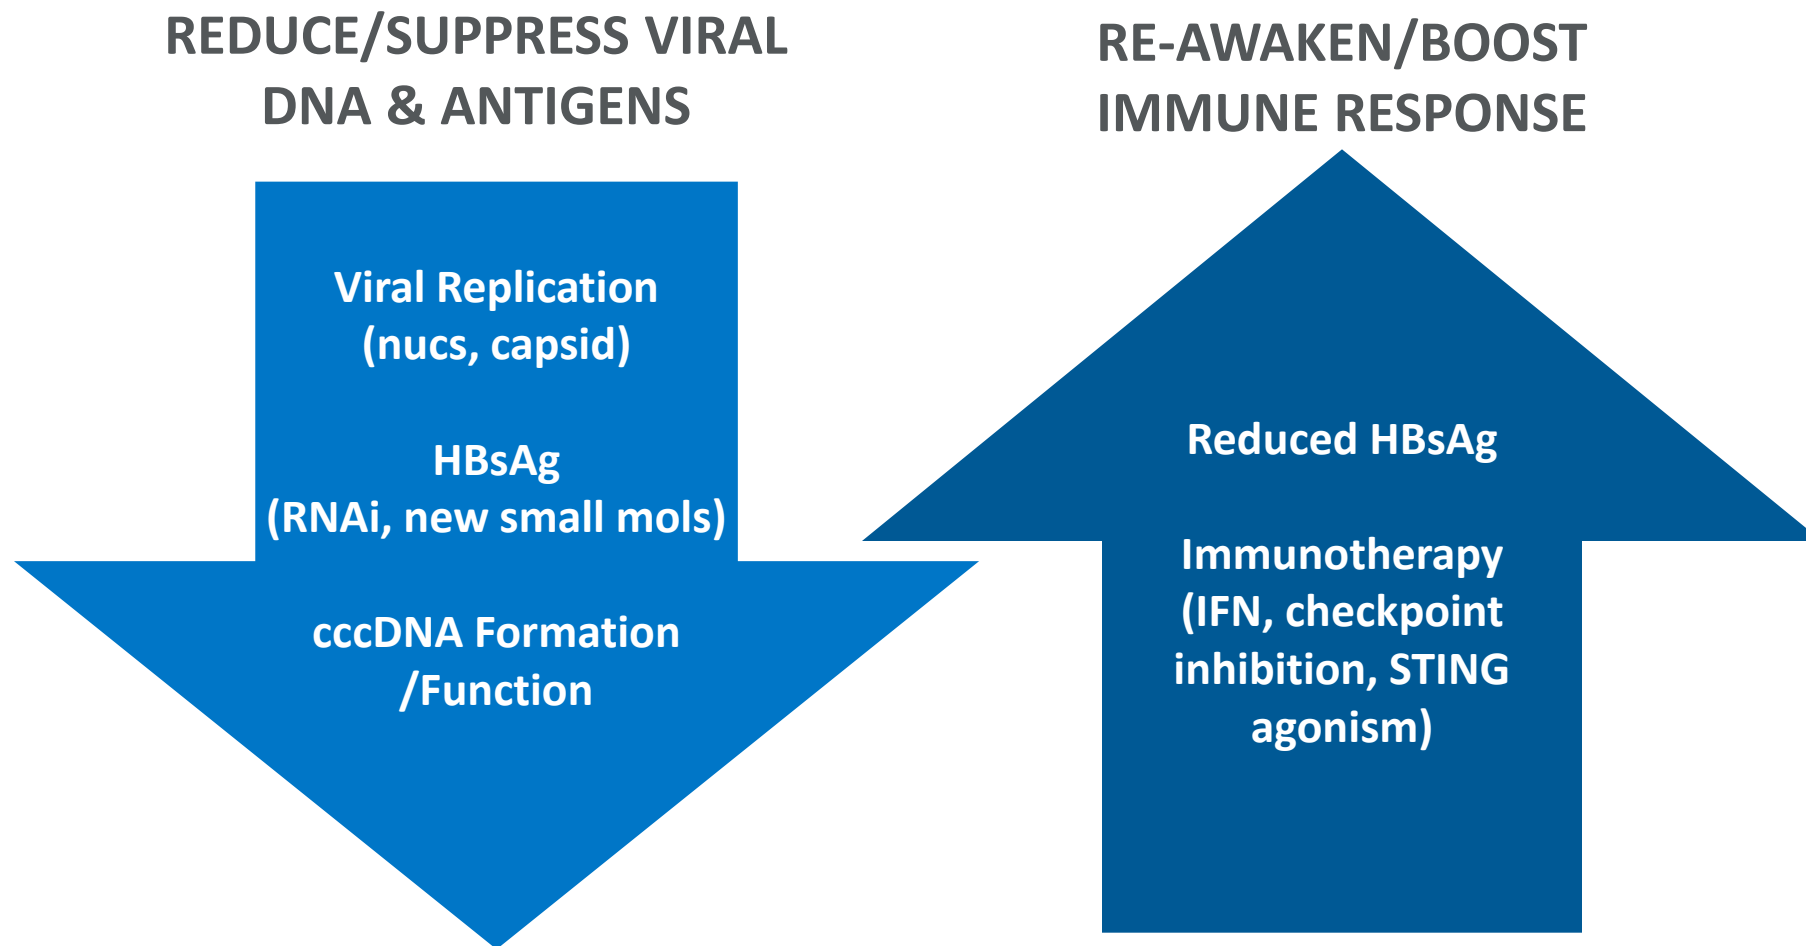 REDUCE/SUPPRESS VIRAL
DNA & ANTIGENS
Viral Replication
(nucs, capsid)
HBsAg
(RNAi, new small mols)
cccDNA Formation
/Function
RE-AWAKEN/BOOST
IMMUNE RESPONSE
Reduced HBsAg
Immunotherapy
(IFN, checkpoint
inhibition, STING
agonism)